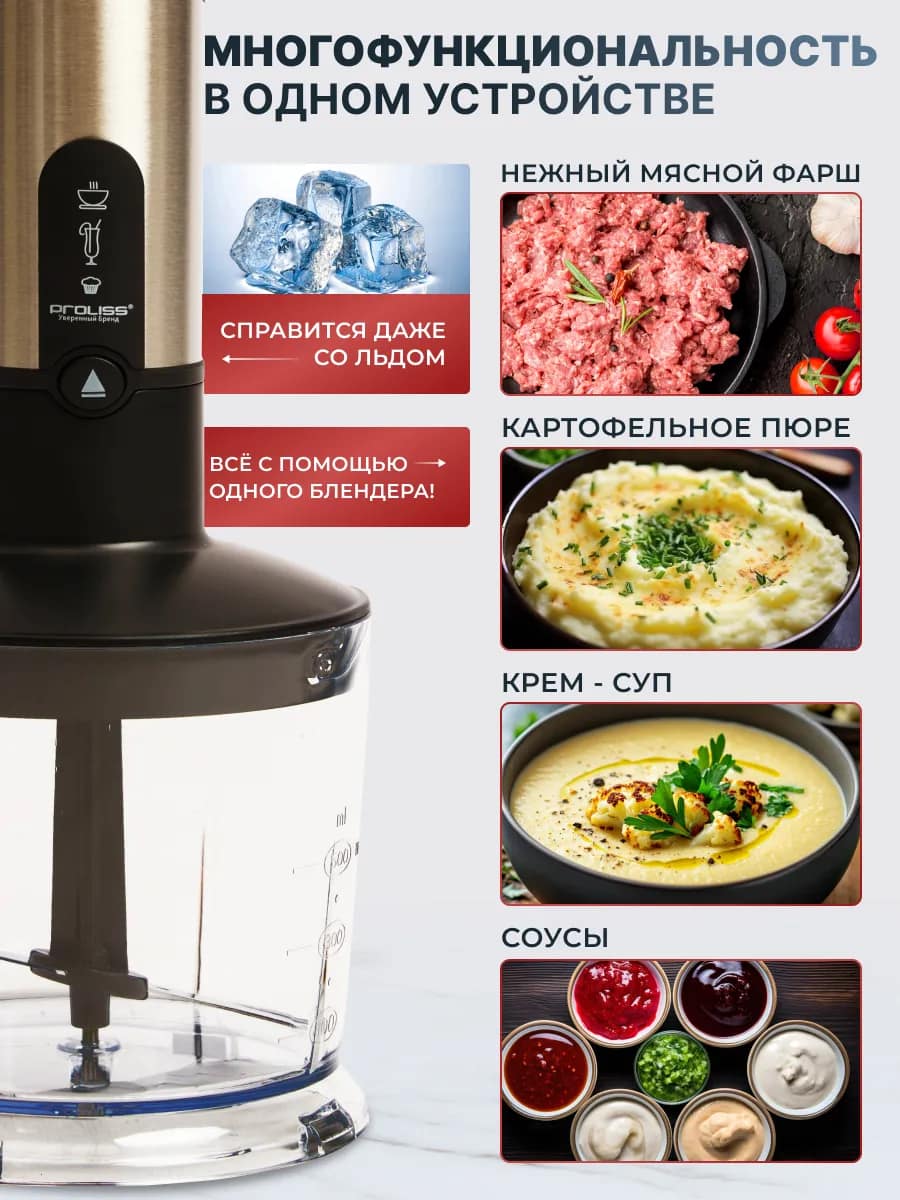 МНОГОФУНКЦИОНАЛЬНОСТЬ
В ОДНОМ УСТРОЙСТВЕ
НЕЖНЫЙ МЯСНОЙ ФАРШ
СПРАВИТСЯ ДАЖЕ
СО ЛЬДОМ
PROLISS®
Уверенный Бренд
КАРТОФЕЛЬНОЕ ПЮРЕ
ВСЁ С ПОМОЩЬЮ
ОДНОГО БЛЕНДЕРА!
КРЕМ - СУП
ml
500
300
СОУСЫ